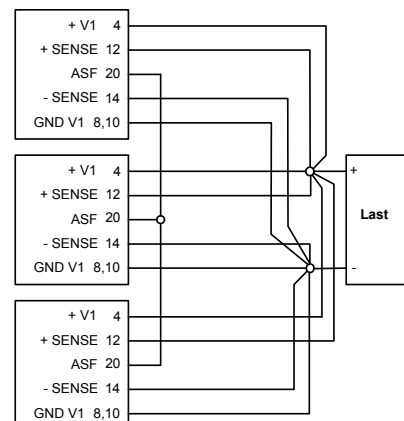 + V1 4
+ SENSE 12
ASF 20
- SENSE 14
GND V1 8,10
+ V1 4
+ SENSE 12
ASF 20
- SENSE 14
GND V1 8,10
+
Last
-
+ V1 4
+ SENSE 12
ASF 20
- SENSE 14
GND V1 8,10